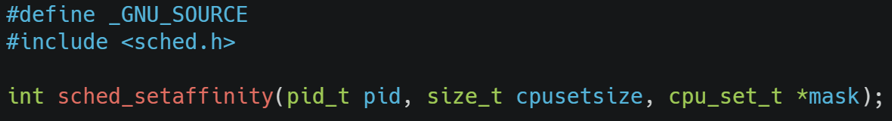 #define _GNU_SOURCE
#include <sched.h>
int sched_setaffinity(pid_t pid, size_t cpusetsize, cpu_set_t *mask);